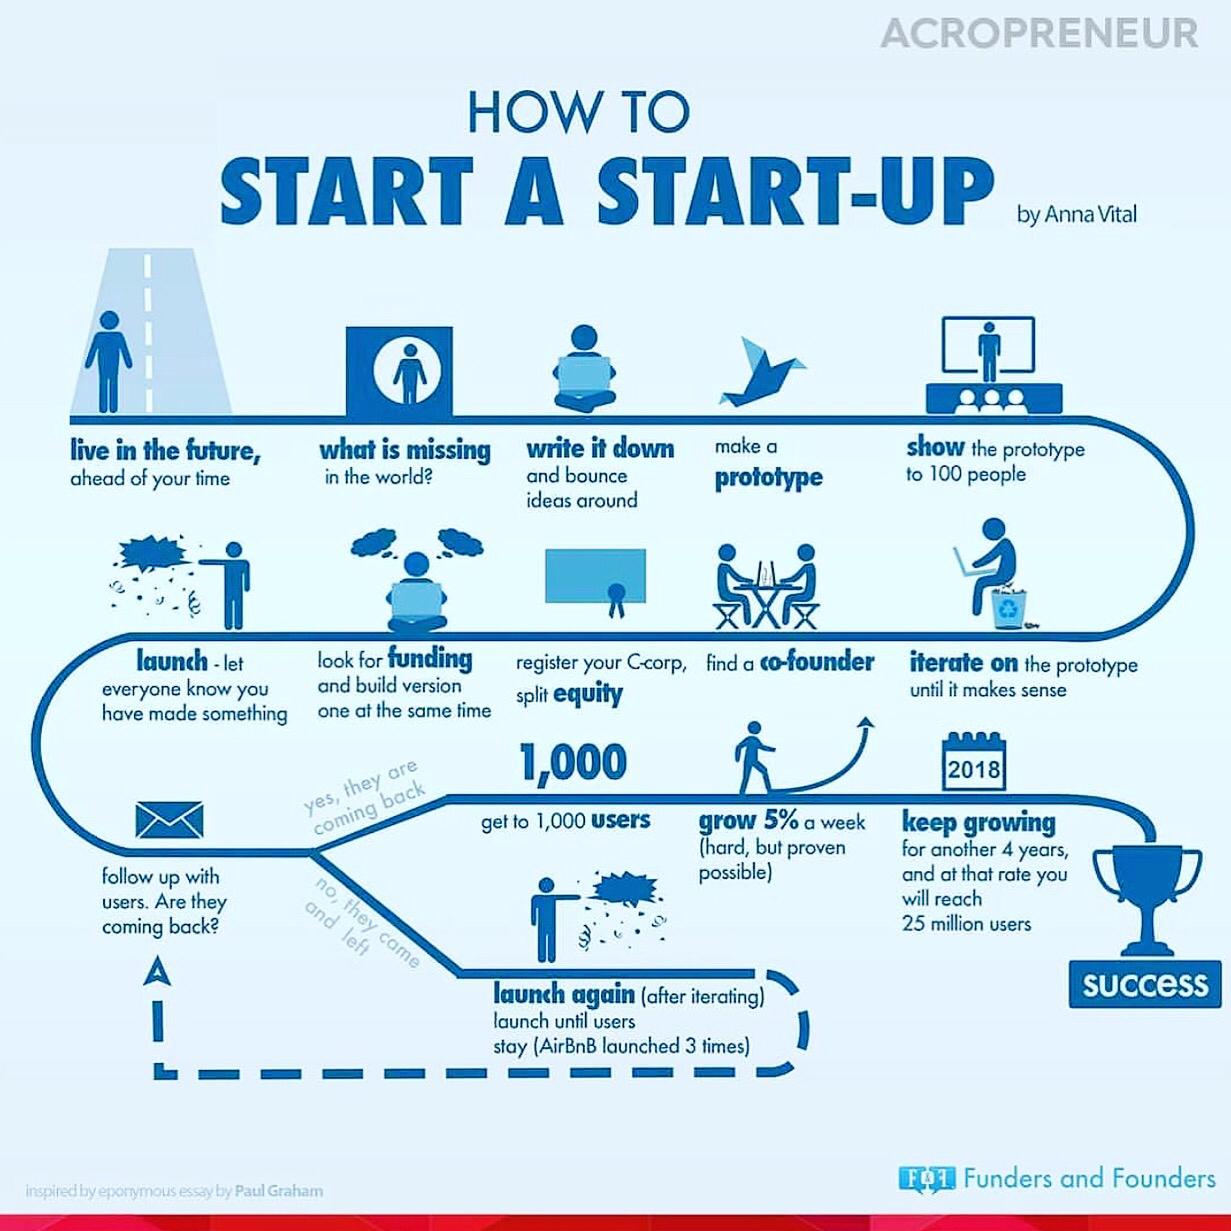 ACROPRENEUR
HOW TO
START A START-UP
by Anna Vital
live in the future,
ahead of your time
what is missing
in the world?
write it down
and bounce
ideas around
make a
prototype
show the prototype
to 100 people
launch - let
everyone know you
have made something
look for funding
and build version
one at the same time
register your C-corp,
split equity
find a co-founder
iterate on the prototype
until it makes sense
follow up with
users. Are they
coming back?
yes, they are
coming back
no, they came
and left
1,000
get to 1,000 users
grow 5% a week
(hard, but proven
possible)
2018
keep growing
for another 4 years,
and at that rate you
will reach
25 million users
SUCCESS
launch again (after iterating)
launch until users
stay (AirBnB launched 3 times)
F&F Funders and Founders
inspired by eponymous essay by Paul Graham